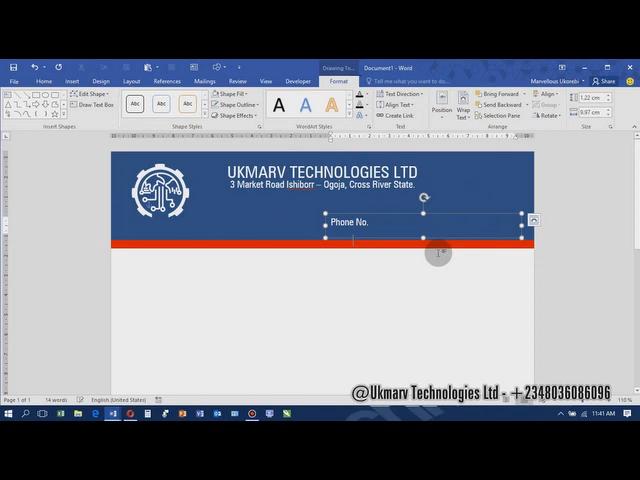 Drawing To...
Document1 - Word
File
Home
Insert
Design
Layout
References
Mailings
Review
View
Developer
Format
Tell me what you want to do...
Marvellous Ukorebi
Share
Edit Shape
Draw Text Box
Insert Shapes
Abc
Abc
Abc
Shape Fill
Shape Outline
Shape Effects
Shape Styles
A
A
A
WordArt Styles
Text Direction
Align Text
Create Link
Text
Position
Wrap
Text
Bring Forward
Send Backward
Selection Pane
Arrange
Align
Group
Rotate
1.22 cm
9.97 cm
Size
UKMARV TECHNOLOGIES LTD
3 Market Road Ishiborr – Ogoja, Cross River State.
Phone No.
@Ukmarv Technologies Ltd - +2348036086096
Page 1 of 1
14 words
English (United States)
110 %
11:41 AM